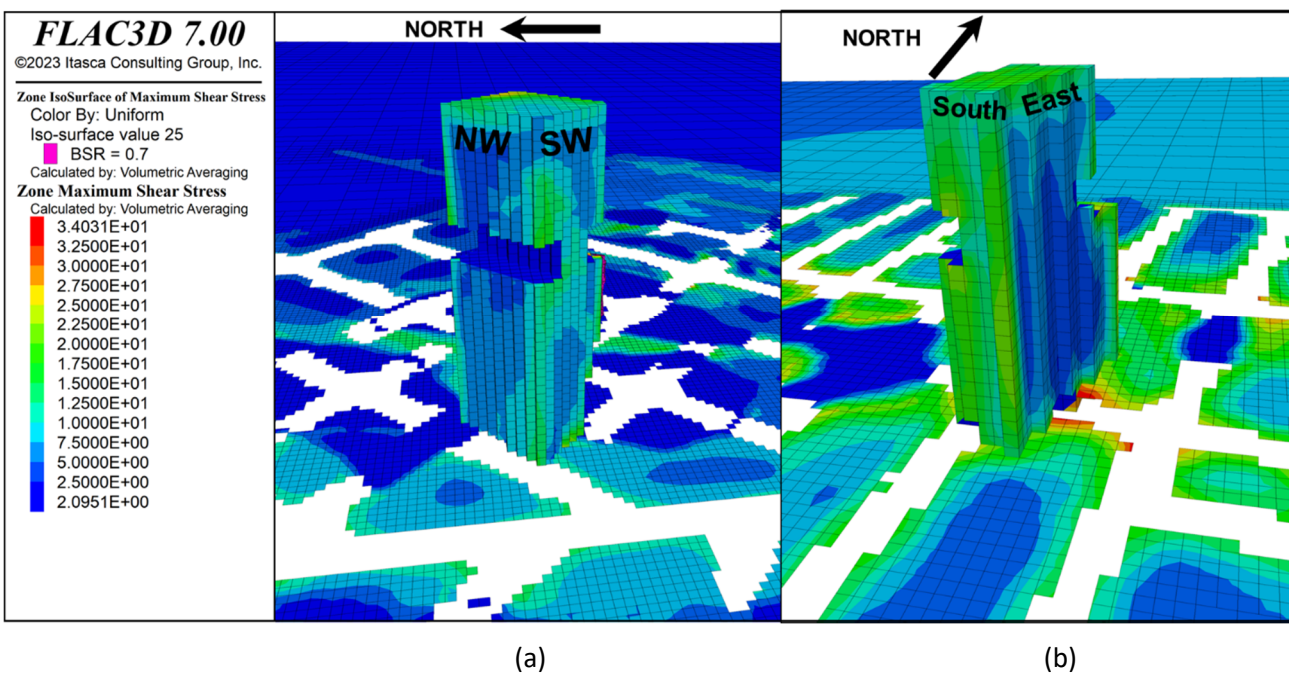 FLAC3D 7.00
©2023 Itasca Consulting Group, Inc.
Zone IsoSurface of Maximum Shear Stress
Color By: Uniform
Iso-surface value 25
BSR = 0.7
Calculated by: Volumetric Averaging
Zone Maximum Shear Stress
Calculated by: Volumetric Averaging
3.4031E+01
3.2500E+01
3.0000E+01
2.7500E+01
2.5000E+01
2.2500E+01
2.0000E+01
1.7500E+01
1.5000E+01
1.2500E+01
1.0000E+01
7.5000E+00
5.0000E+00
2.5000E+00
2.0951E+00
NORTH
NW SW
NORTH
South East
(a)
(b)